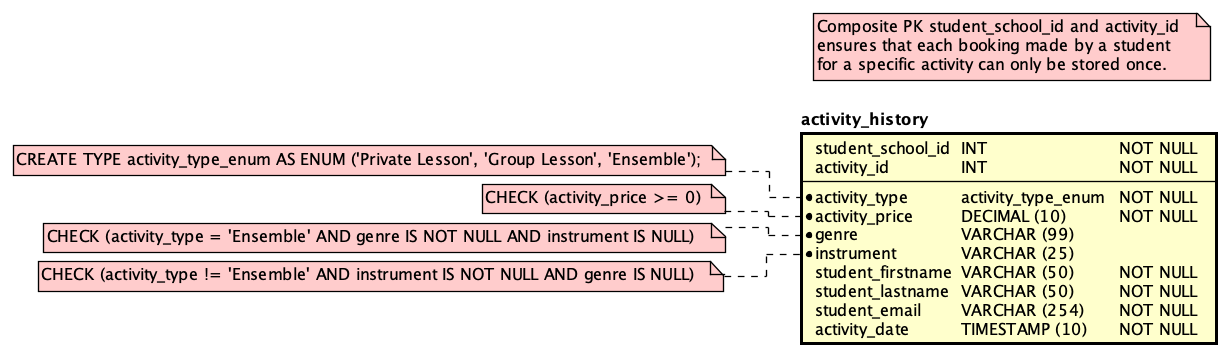 Composite PK student_school_id and activity_id
ensures that each booking made by a student
for a specific activity can only be stored once.
activity_history
student_school_id INT NOT NULL
activity_id INT NOT NULL
CREATE TYPE activity_type_enum AS ENUM ('Private Lesson', 'Group Lesson', 'Ensemble');
CHECK (activity_price >= 0)
CHECK (activity_type = 'Ensemble' AND genre IS NOT NULL AND instrument IS NULL)
CHECK (activity_type != 'Ensemble' AND instrument IS NOT NULL AND genre IS NULL)
activity_type activity_type_enum NOT NULL
activity_price DECIMAL (10) NOT NULL
genre VARCHAR (99)
instrument VARCHAR (25)
student_firstname VARCHAR (50) NOT NULL
student_lastname VARCHAR (50) NOT NULL
student_email VARCHAR (254) NOT NULL
activity_date TIMESTAMP (10) NOT NULL